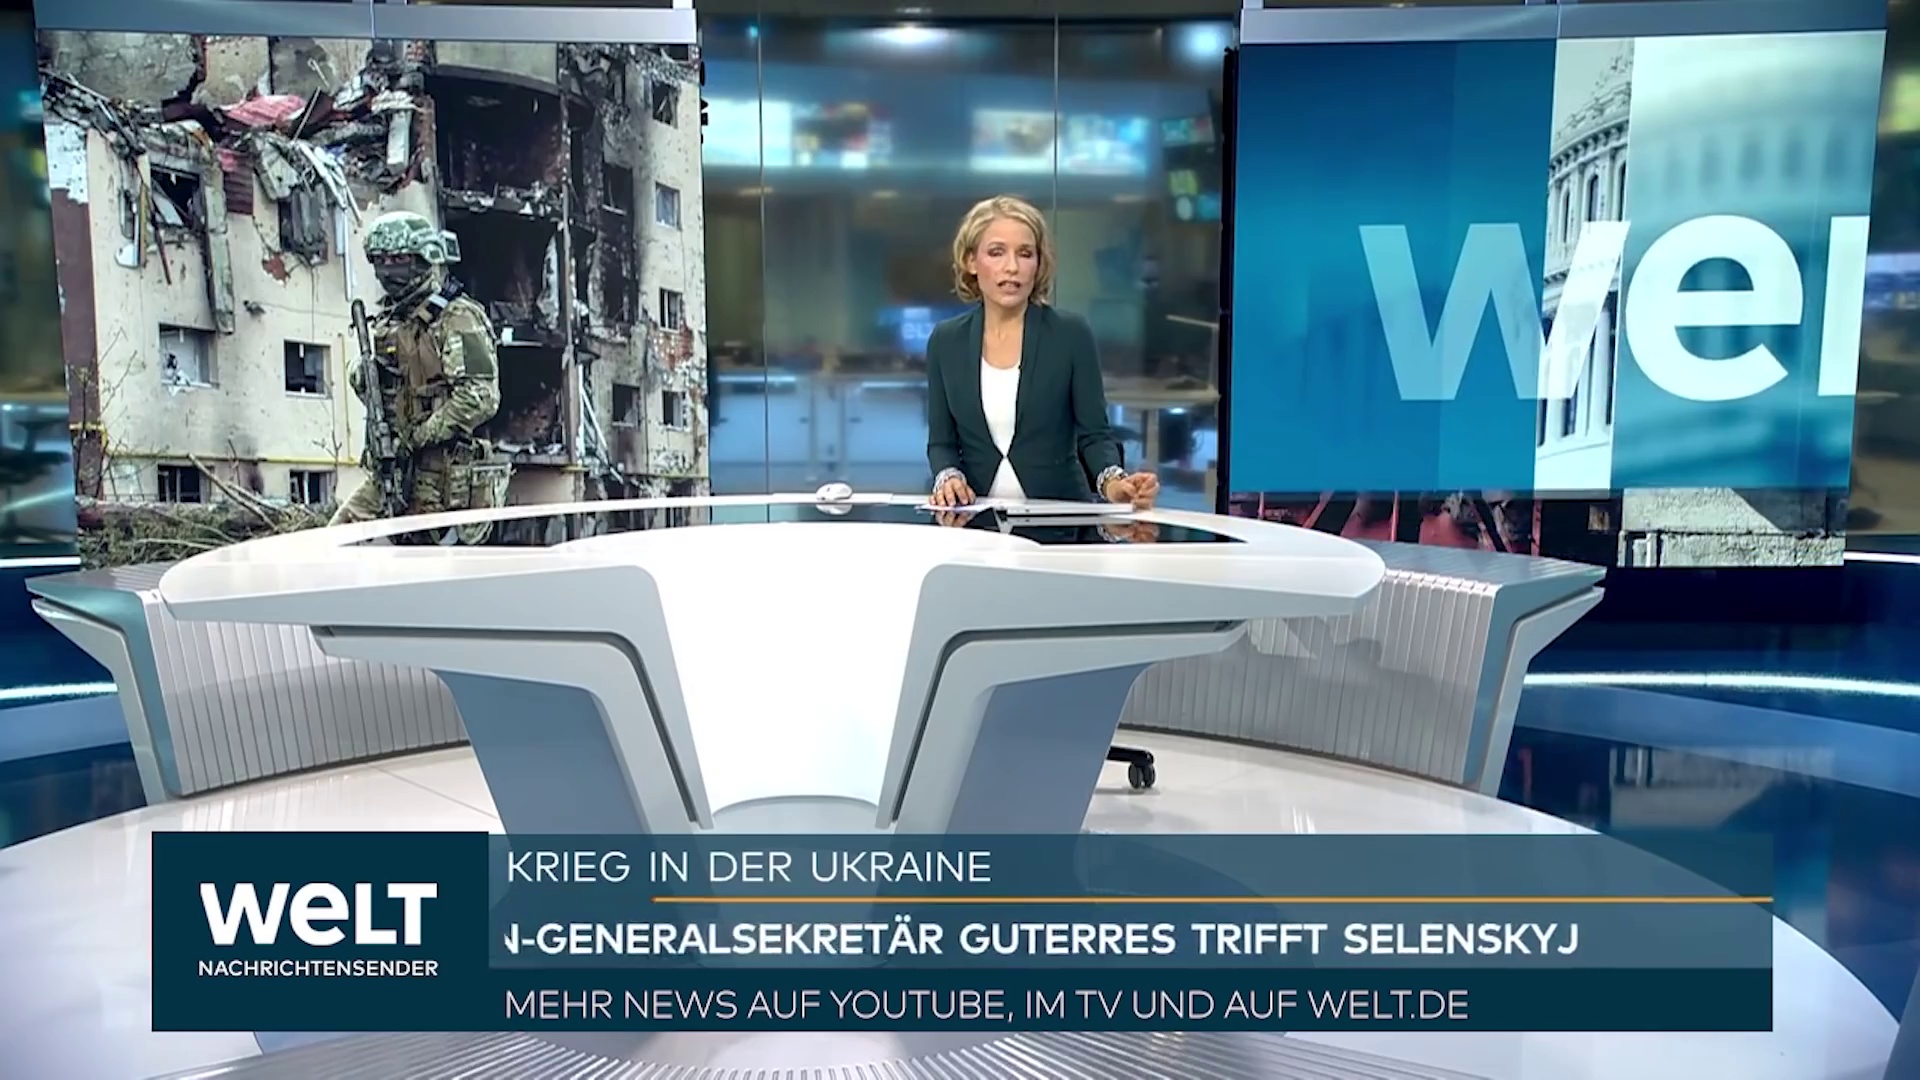 we
KRIEG IN DER UKRAINE
N-GENERALSEKRETÄR GUTERRES TRIFFT SELENSKYJ
MEHR NEWS AUF YOUTUBE, IM TV UND AUF WELT.DE
WELT
NACHRICHTENSENDER